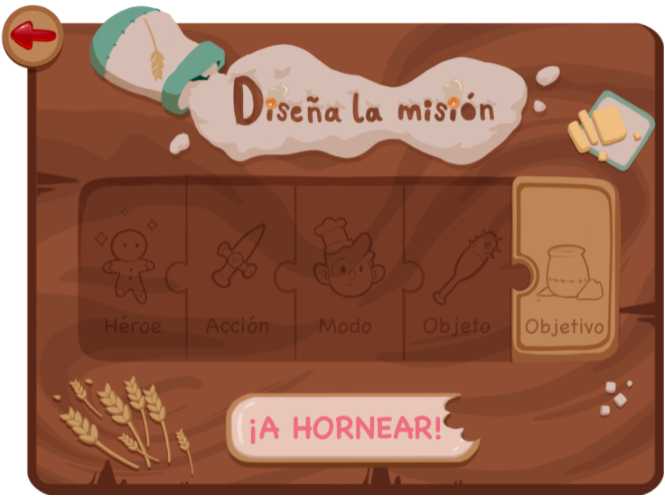 Diseña la misión
Héroe
Acción
Modo
Objeto
Objetivo
¡A HORNEAR!